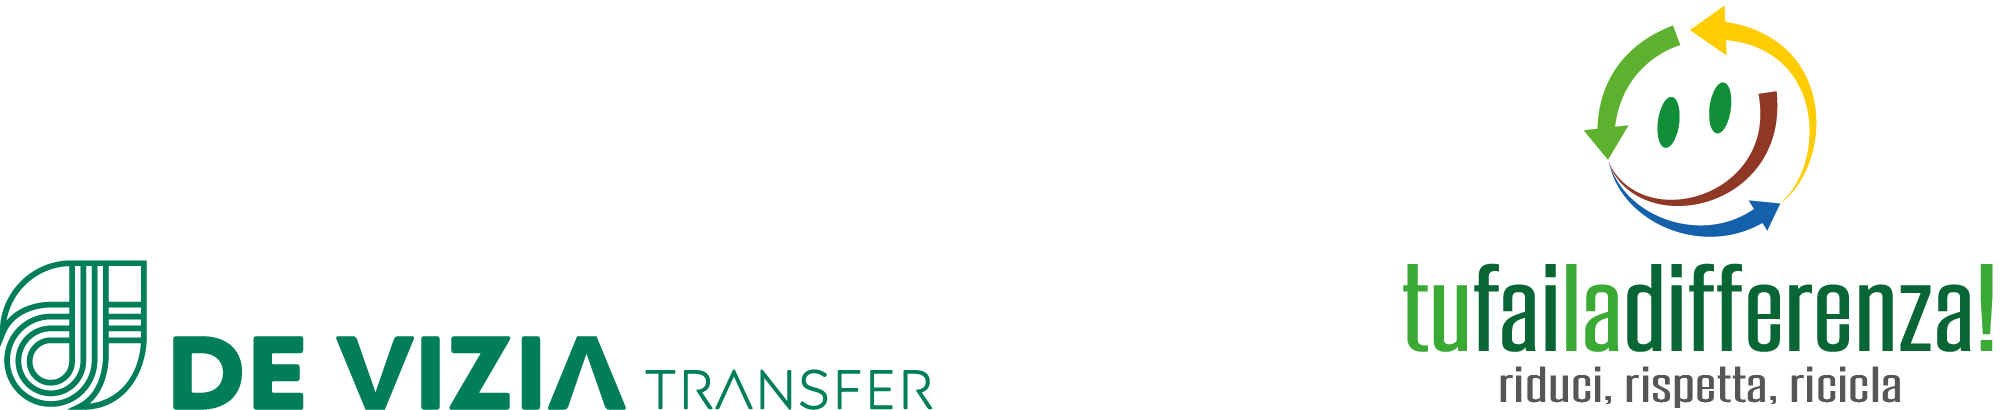 DE VIZIA TRANSFER
tufailadifferenza!
riduci, rispetta, ricicla